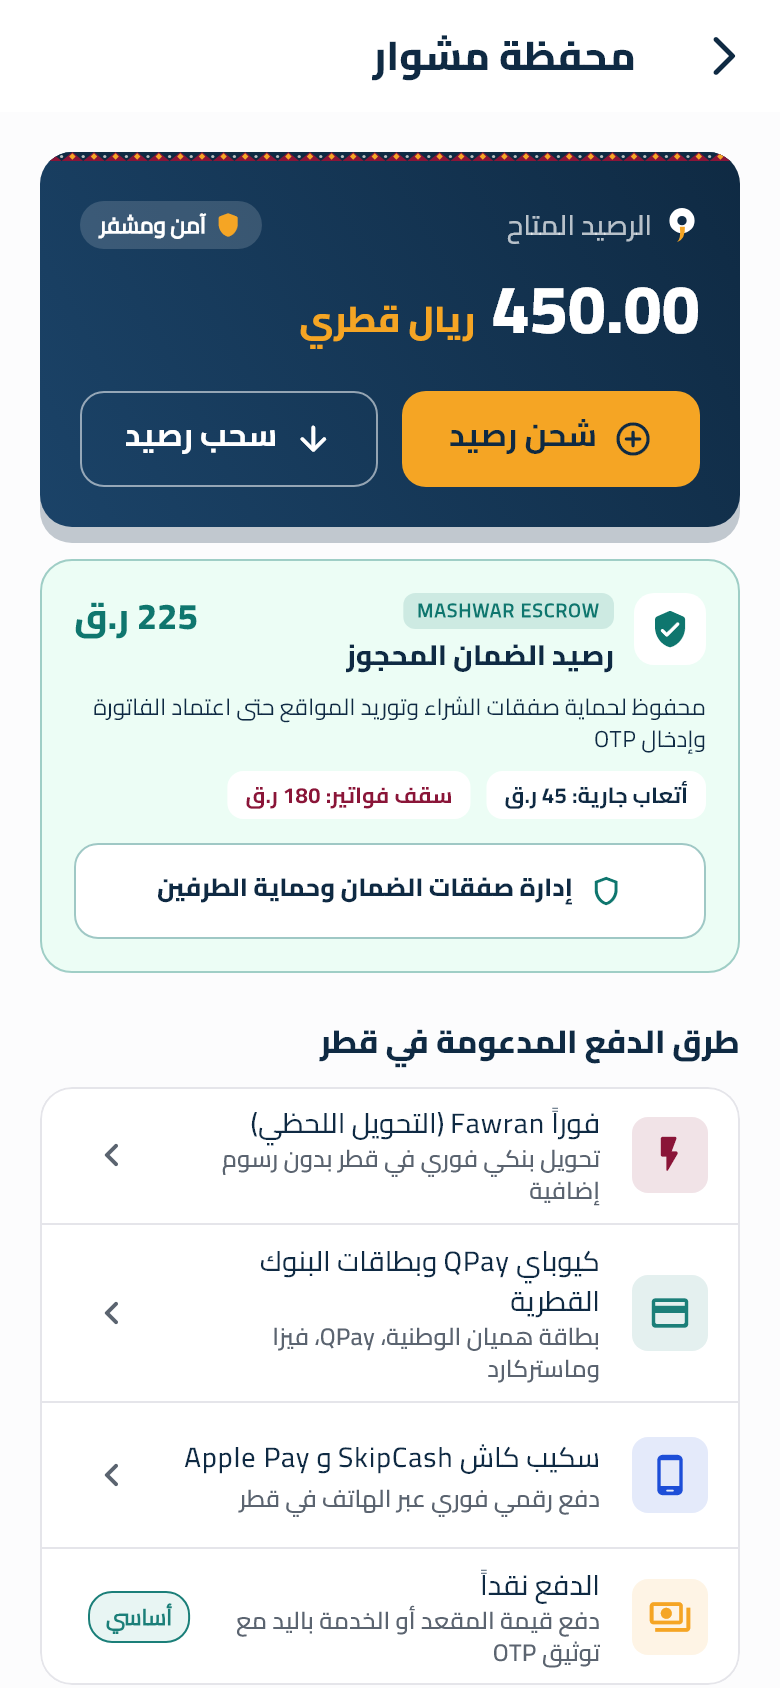 محفظة مشوار
الرصيد المتاح
آمن ومشفر
450.00 ريال قطري
شحن رصيد
سحب رصيد
MASHWAR ESCROW
225 ر.ق
رصيد الضمان المحجوز
محفوظ لحماية صفقات الشراء وتوريد المواقع حتى اعتماد الفاتورة
وإدخال OTP
أتعاب جارية: 45 ر.ق
سقف فواتير: 180 ر.ق
إدارة صفقات الضمان وحماية الطرفين
طرق الدفع المدعومة في قطر
فوراً Fawran (التحويل اللحظي)
تحويل بنكي فوري في قطر بدون رسوم
إضافية
كيوباي QPay وبطاقات البنوك
القطرية
بطاقة هميان الوطنية، QPay، فيزا
وماستركارد
سكيب كاش SkipCash و Apple Pay
دفع رقمي فوري عبر الهاتف في قطر
الدفع نقداً
أساسي
دفع قيمة المقعد أو الخدمة باليد مع
توثيق OTP